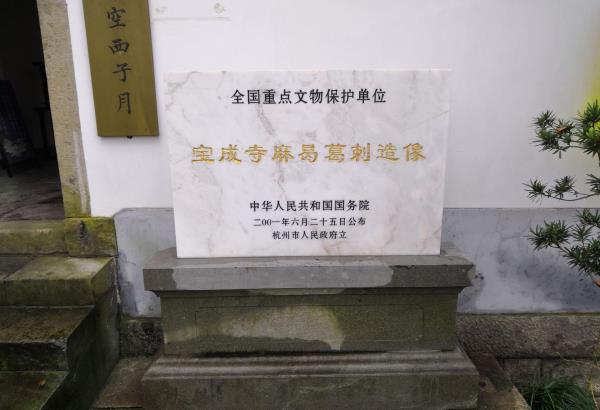 空西子月
全国重点文物保护单位
宝成寺麻曷葛剌造像
中华人民共和国国务院
二〇〇一年六月二十五日公布
杭州市人民政府立